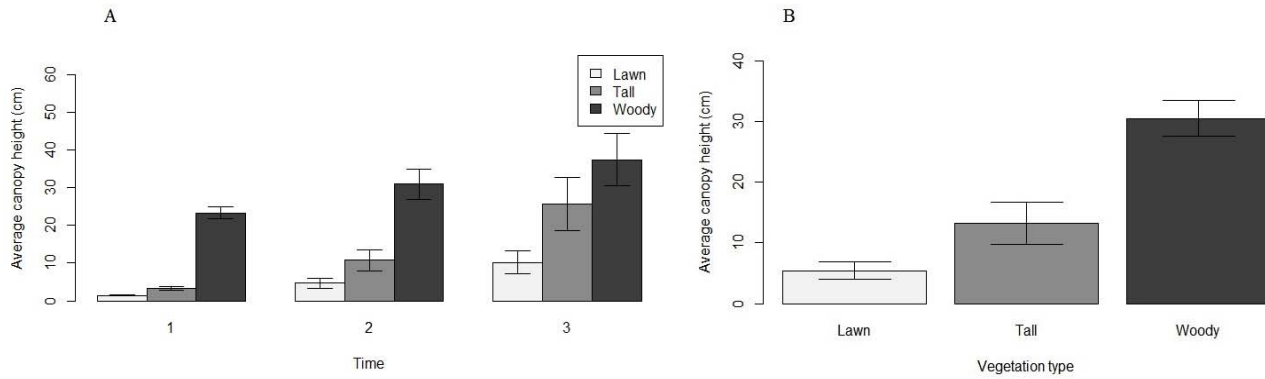 A
Average canopy height (cm)
60
50
40
30
20
10
0
Lawn
Tall
Woody
1 2 3
Time
B
Average canopy height (cm)
40
30
20
10
0
Lawn Tall Woody
Vegetation type